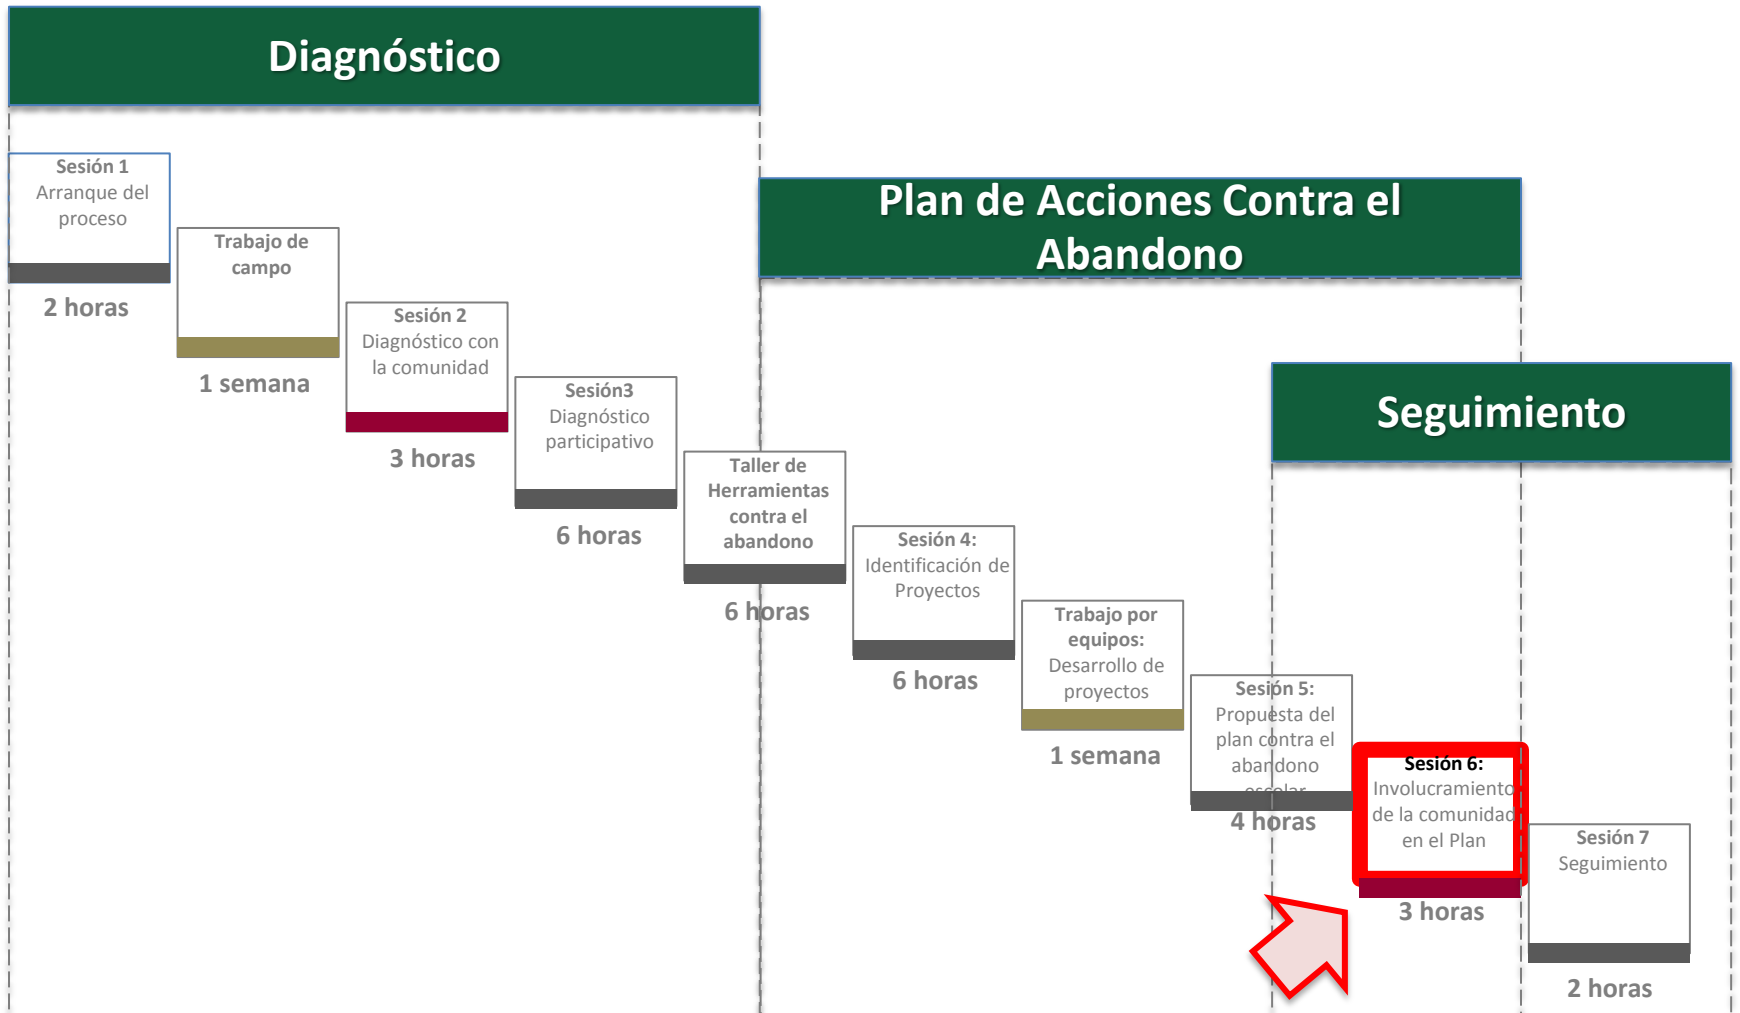 Diagnóstico
Sesión 1
Arranque del
proceso
2 horas
Trabajo de
campo
1 semana
Sesión 2
Diagnóstico con
la comunidad
3 horas
Sesión3
Diagnóstico
participativo
6 horas
Plan de Acciones Contra el
Abandono
Taller de
Herramientas
contra el
abandono
6 horas
Sesión 4:
Identificación de
Proyectos
6 horas
Trabajo por
equipos:
Desarrollo de
proyectos
1 semana
Sesión 5:
Propuesta del
plan contra el
abandono
escolar
4 horas
Seguimiento
Sesión 6:
Involucramiento
de la comunidad
en el Plan
3 horas
Sesión 7
Seguimiento
2 horas